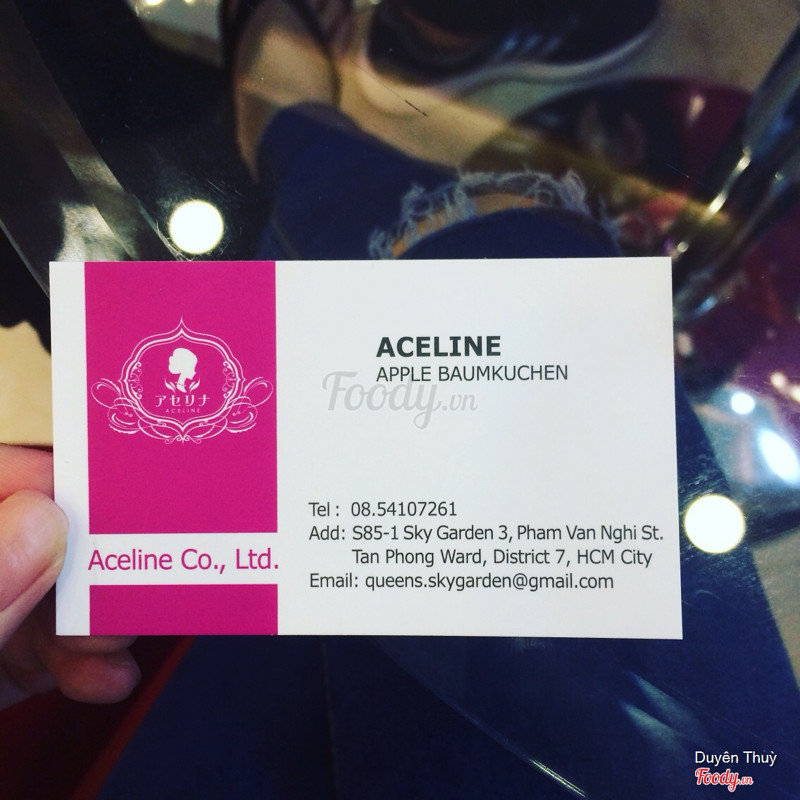 ACELINE
APPLE BAUMKUCHEN
Foody.vn
アセリナ
ACELINE
Aceline Co., Ltd.
Tel : 08.54107261
Add: S85-1 Sky Garden 3, Pham Van Nghi St.
Tan Phong Ward, District 7, HCM City
Email: queens.skygarden@gmail.com
Duyên Thuỳ
Foody.vn